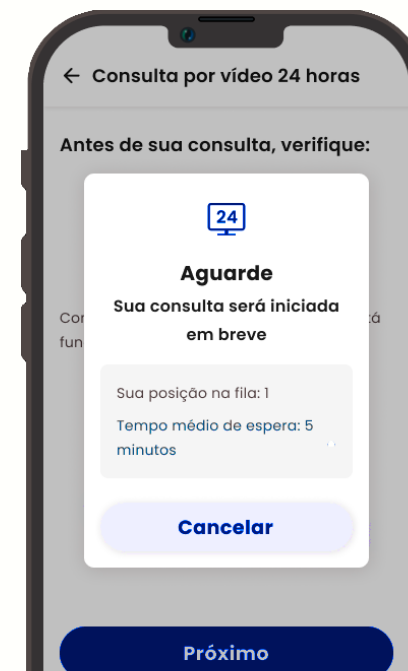 Consulta por vídeo 24 horas
Antes de sua consulta, verifique:
24
Aguarde
Sua consulta será iniciada
em breve
Sua posição na fila: 1
Tempo médio de espera: 5
minutos
Cancelar
Próximo